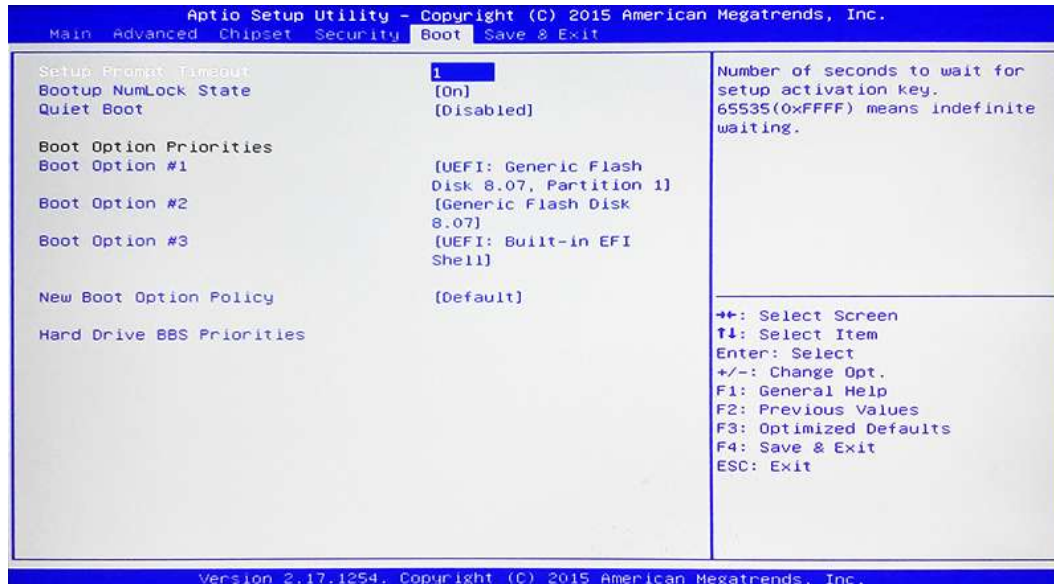 Aptio Setup Utility – Copyright (C) 2015 American Megatrends, Inc.
Main Advanced Chipset Security Boot Save & Exit
Setup Prompt Timeout 1
Bootup NumLock State [On]
Quiet Boot [Disabled]
Boot Option Priorities
Boot Option #1 [UEFI: Generic Flash
Disk 8.07, Partition 1]
Boot Option #2 [Generic Flash Disk
8.07]
Boot Option #3 [UEFI: Built-in EFI
Shell]
New Boot Option Policy [Default]
Hard Drive BBS Priorities
Number of seconds to wait for
setup activation key.
65535(0xFFFF) means indefinite
waiting.
→←: Select Screen
↑↓: Select Item
Enter: Select
+/-: Change Opt.
F1: General Help
F2: Previous Values
F3: Optimized Defaults
F4: Save & Exit
ESC: Exit
Version 2.17.1254. Copyright (C) 2015 American Megatrends, Inc.